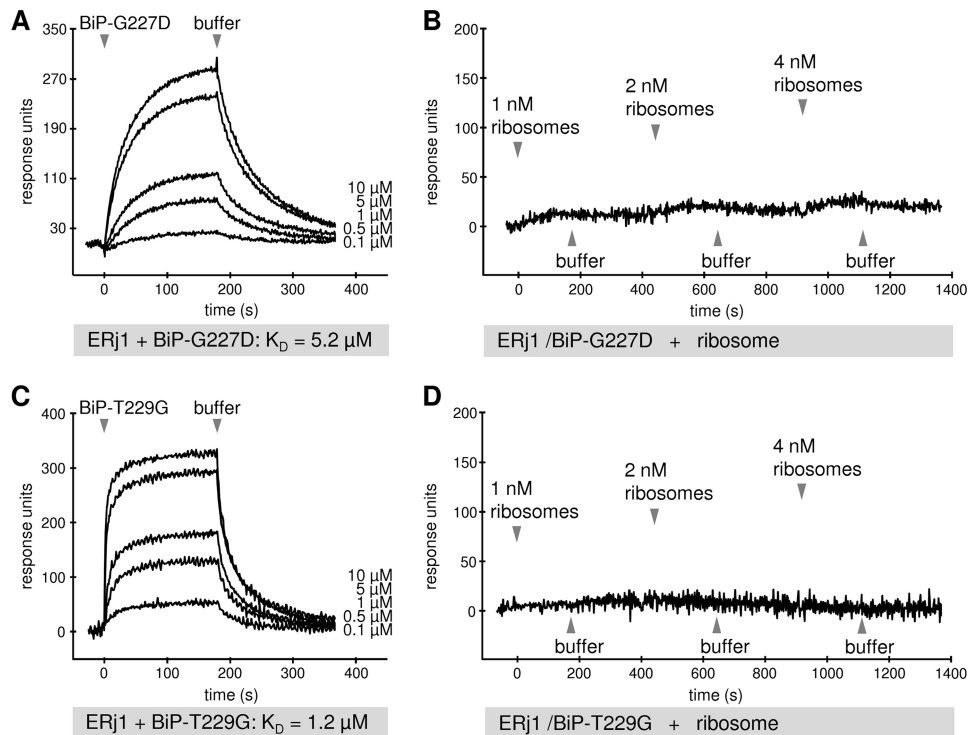 A
BiP-G227D
buffer
350
270
190
110
30
response units
10 µM
5 µM
1 µM
0.5 µM
0.1 µM
0
100
200
300
400
time (s)
ERj1 + BiP-G227D: KD = 5.2 µM
B
200
150
100
50
0
response units
1 nM
ribosomes
2 nM
ribosomes
4 nM
ribosomes
buffer
buffer
buffer
0
200
400
600
800
1000
1200
1400
time (s)
ERj1 /BiP-G227D + ribosome
C
BiP-T229G
buffer
400
300
200
100
0
response units
10 µM
5 µM
1 µM
0.5 µM
0.1 µM
0
100
200
300
400
time (s)
ERj1 + BiP-T229G: KD = 1.2 µM
D
200
150
100
50
0
response units
1 nM
ribosomes
2 nM
ribosomes
4 nM
ribosomes
buffer
buffer
buffer
0
200
400
600
800
1000
1200
1400
time (s)
ERj1 /BiP-T229G + ribosome